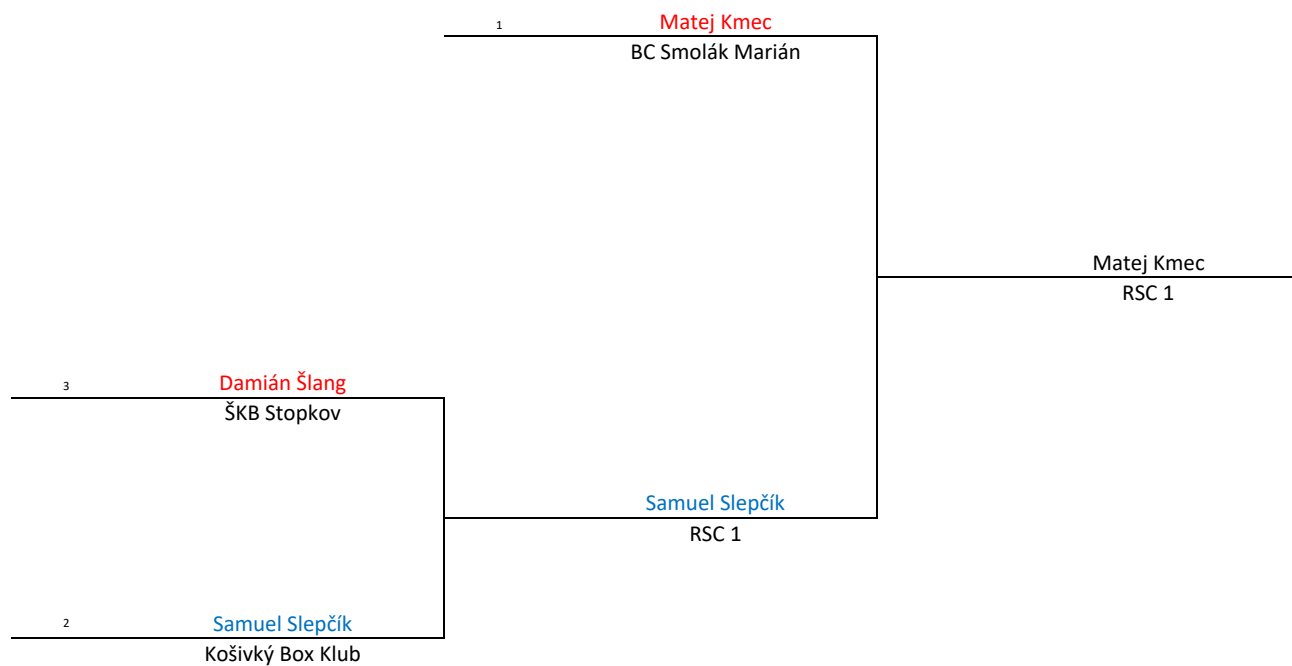 1 Matej Kmec
BC Smolák Marián
Matej Kmec
RSC 1
3 Damián Šlang
ŠKB Stopkov
Samuel Slepčík
RSC 1
2 Samuel Slepčík
Košivký Box Klub